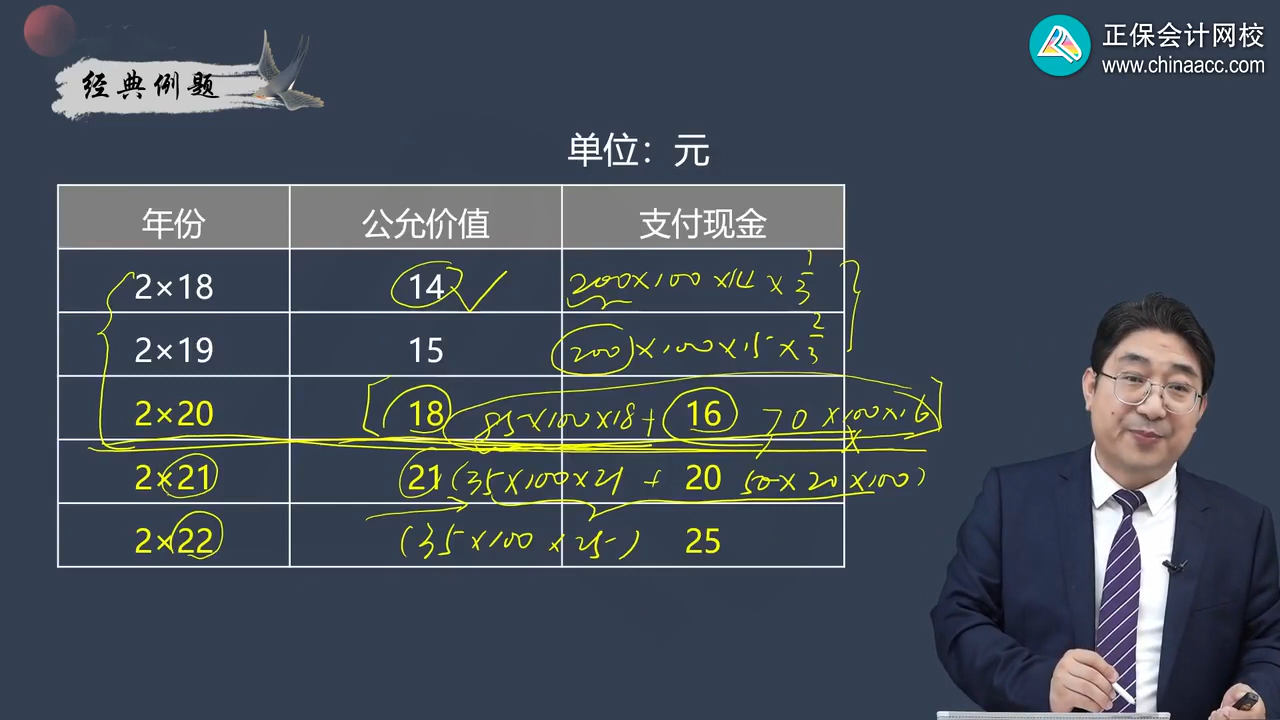 正保会计网校
www.chinaacc.com
经典例题
单位：元
年份 公允价值 支付现金
2×18 14 200×100×14×1/3
2×19 15 200×100×15×2/3
2×20 18 85×100×18+ 16 70×100×16
2×21 21 (35×100×21 + 20 50×20×100)
2×22 (35×100×25) 25